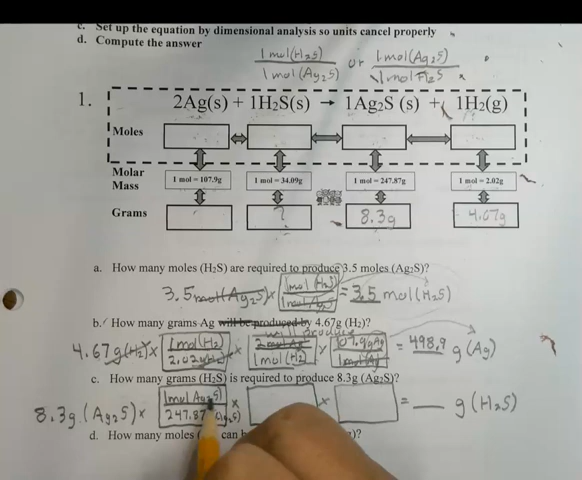 c. Set up the equation by dimensional analysis so units cancel properly
d. Compute the answer
1 mol(H₂S) or 1 mol(Ag₂S)
1 mol(Ag₂S) 1 mol H₂S
1. 2Ag(s) + 1H2S(s) → 1Ag2S (s) + 1H2(g)
Moles
Molar
Mass
1 mol = 107.9g 1 mol = 34.09g 1 mol = 247.87g 1 mol = 2.02g
Grams ? 8.3g 4.67g
a. How many moles (H2S) are required to produce 3.5 moles (Ag2S)?
3.5 mol(Ag₂S) × 1 mol (H₂S) = 3.5 mol(H₂S)
1 mol Ag₂S
b. How many grams Ag will be produced by 4.67g (H2)?
will produce
4.67g(H₂) × 1 mol(H₂) × 2 mol Ag × 107.9g Ag = 498.9 g (Ag)
2.02g(H₂) 1 mol(H₂) 1 mol Ag
c. How many grams (H2S) is required to produce 8.3g (Ag2S)?
8.3g (Ag₂S) × 1 mol Ag₂S × × = __ g (H₂S)
247.87 (Ag₂S)
d. How many moles can )?